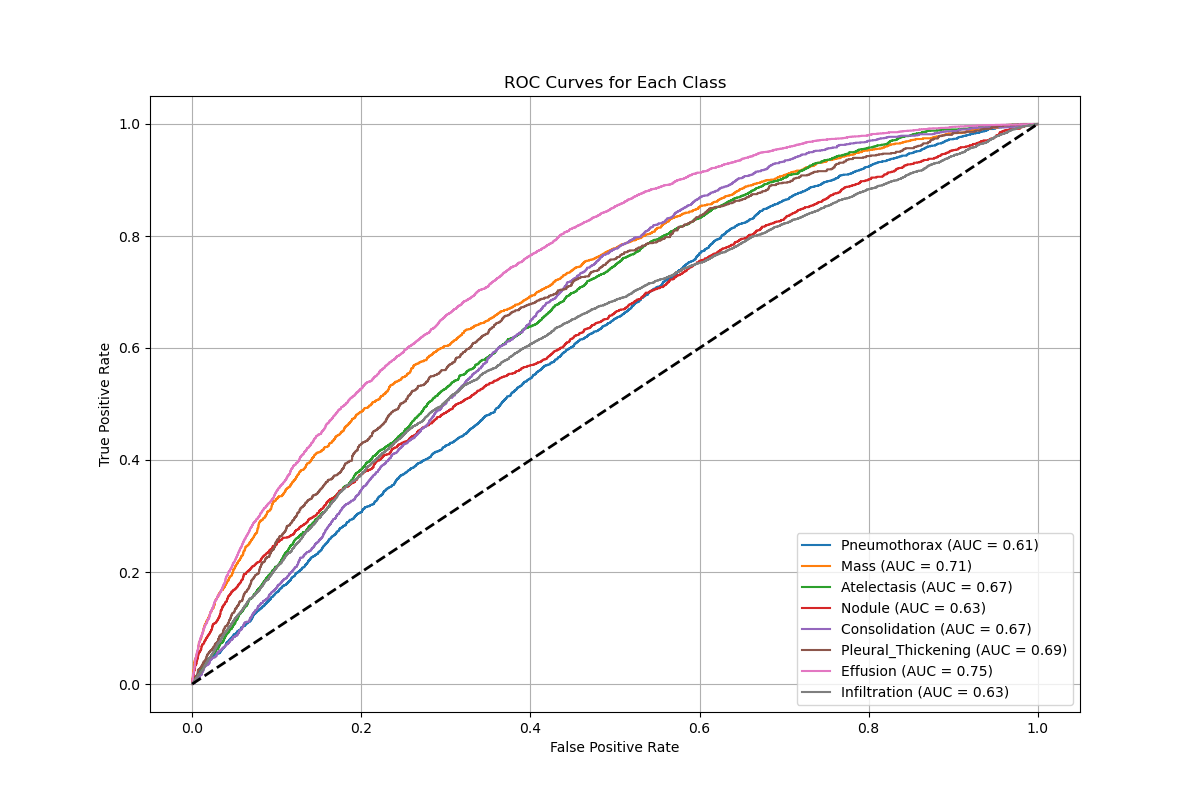 ROC Curves for Each Class
True Positive Rate
1.0
0.8
0.6
0.4
0.2
0.0
Pneumothorax (AUC = 0.61)
Mass (AUC = 0.71)
Atelectasis (AUC = 0.67)
Nodule (AUC = 0.63)
Consolidation (AUC = 0.67)
Pleural_Thickening (AUC = 0.69)
Effusion (AUC = 0.75)
Infiltration (AUC = 0.63)
0.0 0.2 0.4 0.6 0.8 1.0
False Positive Rate